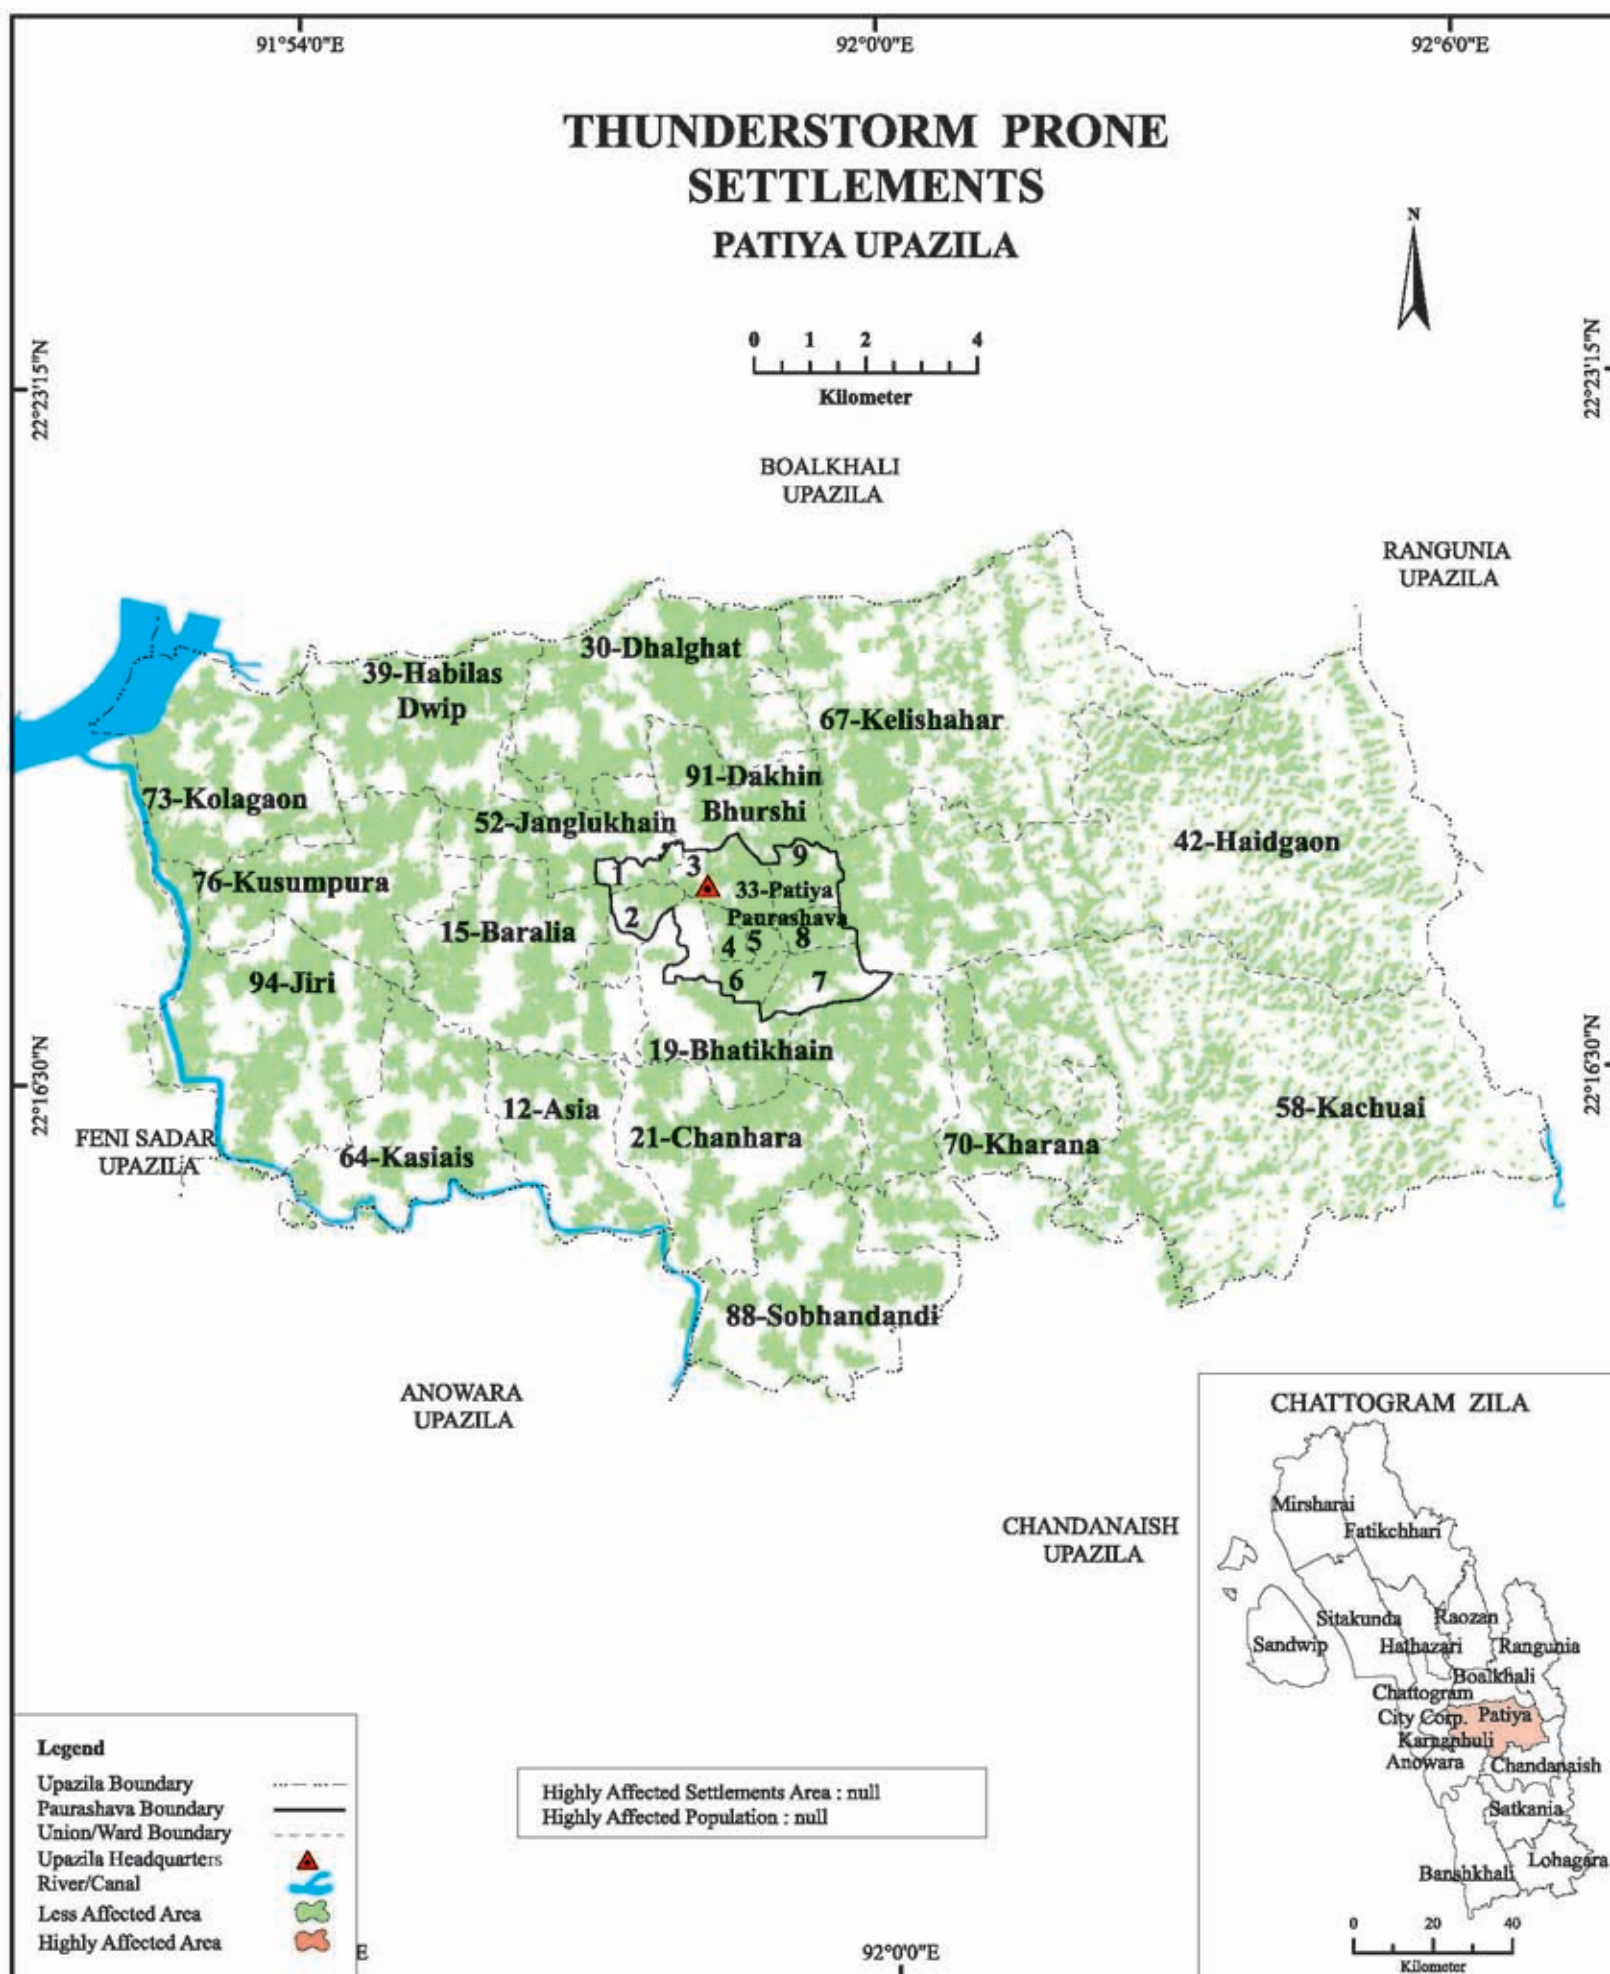 91°54'0"E
92°0'0"E
92°6'0"E
THUNDERSTORM PRONE
SETTLEMENTS
PATIYA UPAZILA
N
0 1 2 4
Kilometer
22°23'15"N
22°23'15"N
BOALKHALI
UPAZILA
RANGUNIA
UPAZILA
30-Dhalghat
39-Habilas
Dwip
67-Kelishahar
91-Dakhin
Bhurshi
73-Kolagaon
52-Janglukhain
42-Haidgaon
9
3
1
76-Kusumpura
33-Patiya
Paurashava
2
15-Baralia
4
5
8
94-Jiri
6
7
19-Bhatikhain
22°16'30"N
22°16'30"N
12-Asia
58-Kachuai
FENI SADAR
UPAZILA
21-Chanhara
70-Kharana
64-Kasiais
88-Sobhandandi
ANOWARA
UPAZILA
CHANDANAISH
UPAZILA
CHATTOGRAM ZILA
Mirsharai
Fatikchhari
Sitakunda
Raozan
Sandwip
Hathazari
Rangunia
Boalkhali
Chattogram
City Corp.
Patiya
Karnaphuli
Anowara
Chandanaish
Satkania
Lohagara
Banshkhali
0 20 40
Kilometer
Legend
Upazila Boundary
Paurashava Boundary
Union/Ward Boundary
Upazila Headquarters
River/Canal
Less Affected Area
Highly Affected Area
Highly Affected Settlements Area : null
Highly Affected Population : null
E
92°0'0"E